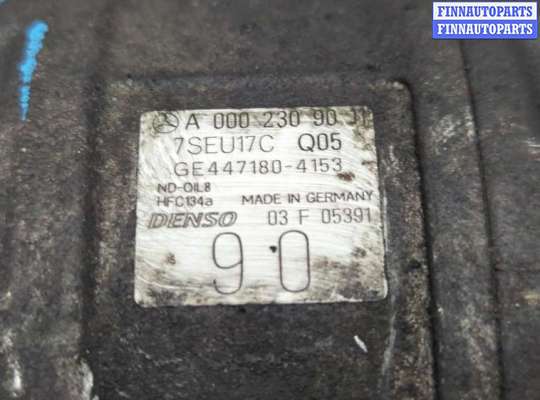 FINNAUTOPARTS
FINNAUTOPARTS
A 000 230 90 11
7SEU17C Q05
GE447180-4153
ND-OIL8
HFC134a MADE IN GERMANY
DENSO 03 F 05391
90